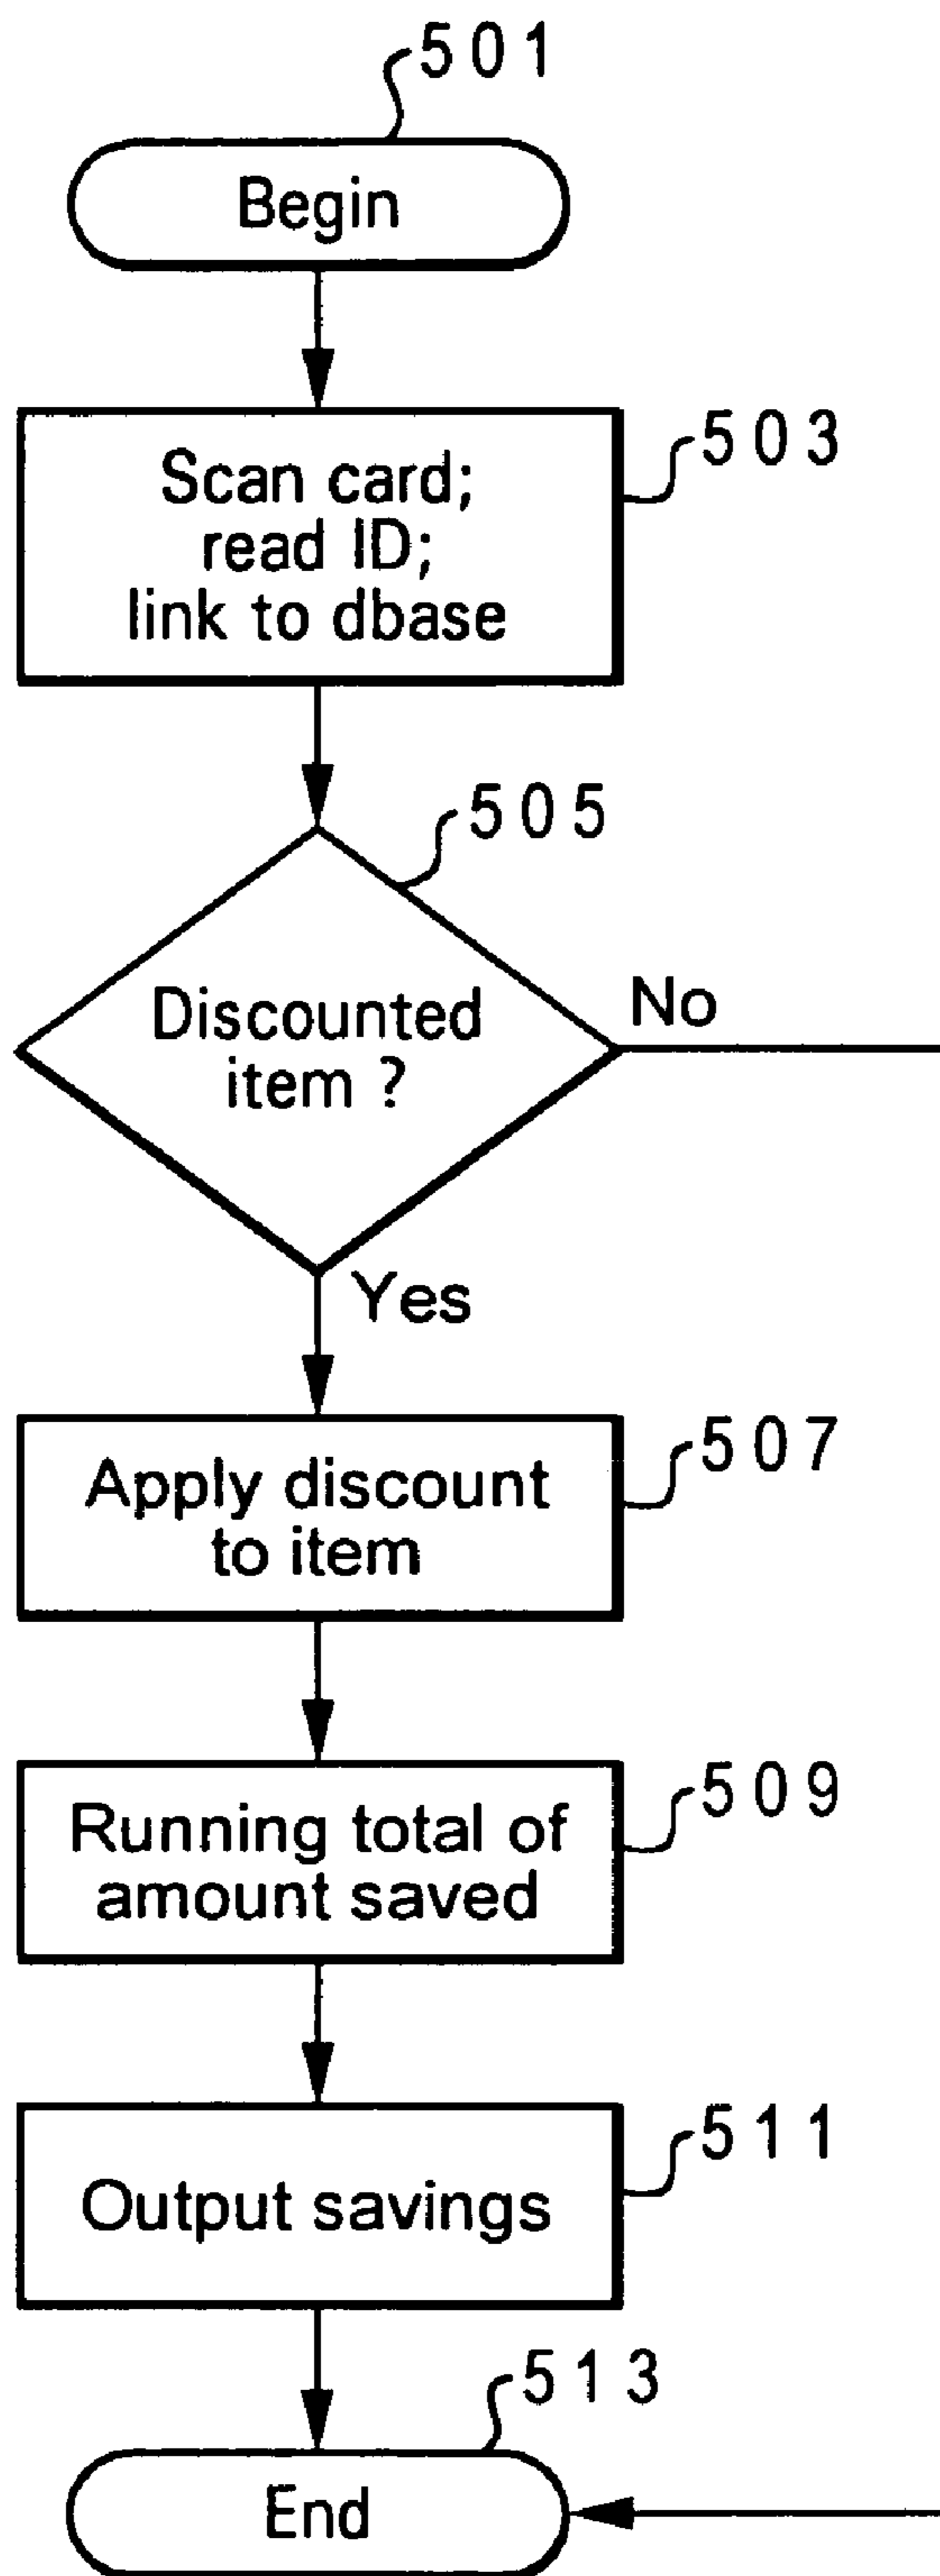 501
Begin
503
Scan card;
read ID;
link to dbase
505
Discounted
item ?
No
Yes
507
Apply discount
to item
509
Running total of
amount saved
511
Output savings
513
End